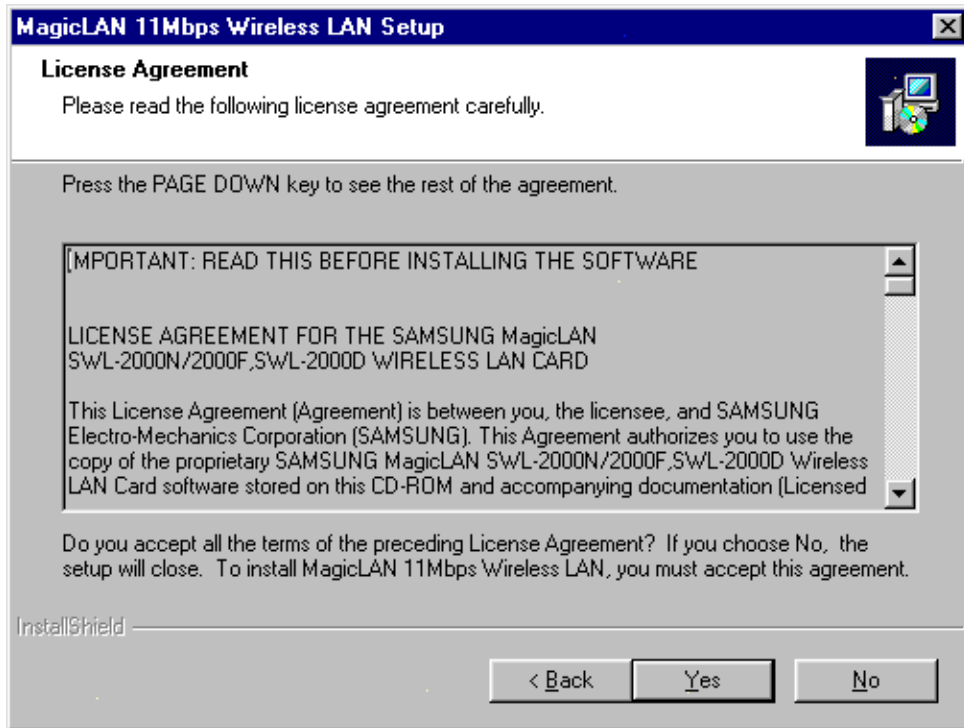 MagicLAN 11Mbps Wireless LAN Setup
License Agreement
Please read the following license agreement carefully.
Press the PAGE DOWN key to see the rest of the agreement.
IMPORTANT: READ THIS BEFORE INSTALLING THE SOFTWARE
LICENSE AGREEMENT FOR THE SAMSUNG MagicLAN
SWL-2000N/2000F,SWL-2000D WIRELESS LAN CARD
This License Agreement (Agreement) is between you, the licensee, and SAMSUNG
Electro-Mechanics Corporation (SAMSUNG). This Agreement authorizes you to use the
copy of the proprietary SAMSUNG MagicLAN SWL-2000N/2000F,SWL-2000D Wireless
LAN Card software stored on this CD-ROM and accompanying documentation (Licensed
Do you accept all the terms of the preceding License Agreement? If you choose No, the
setup will close. To install MagicLAN 11Mbps Wireless LAN, you must accept this agreement.
InstallShield
< Back
Yes
No